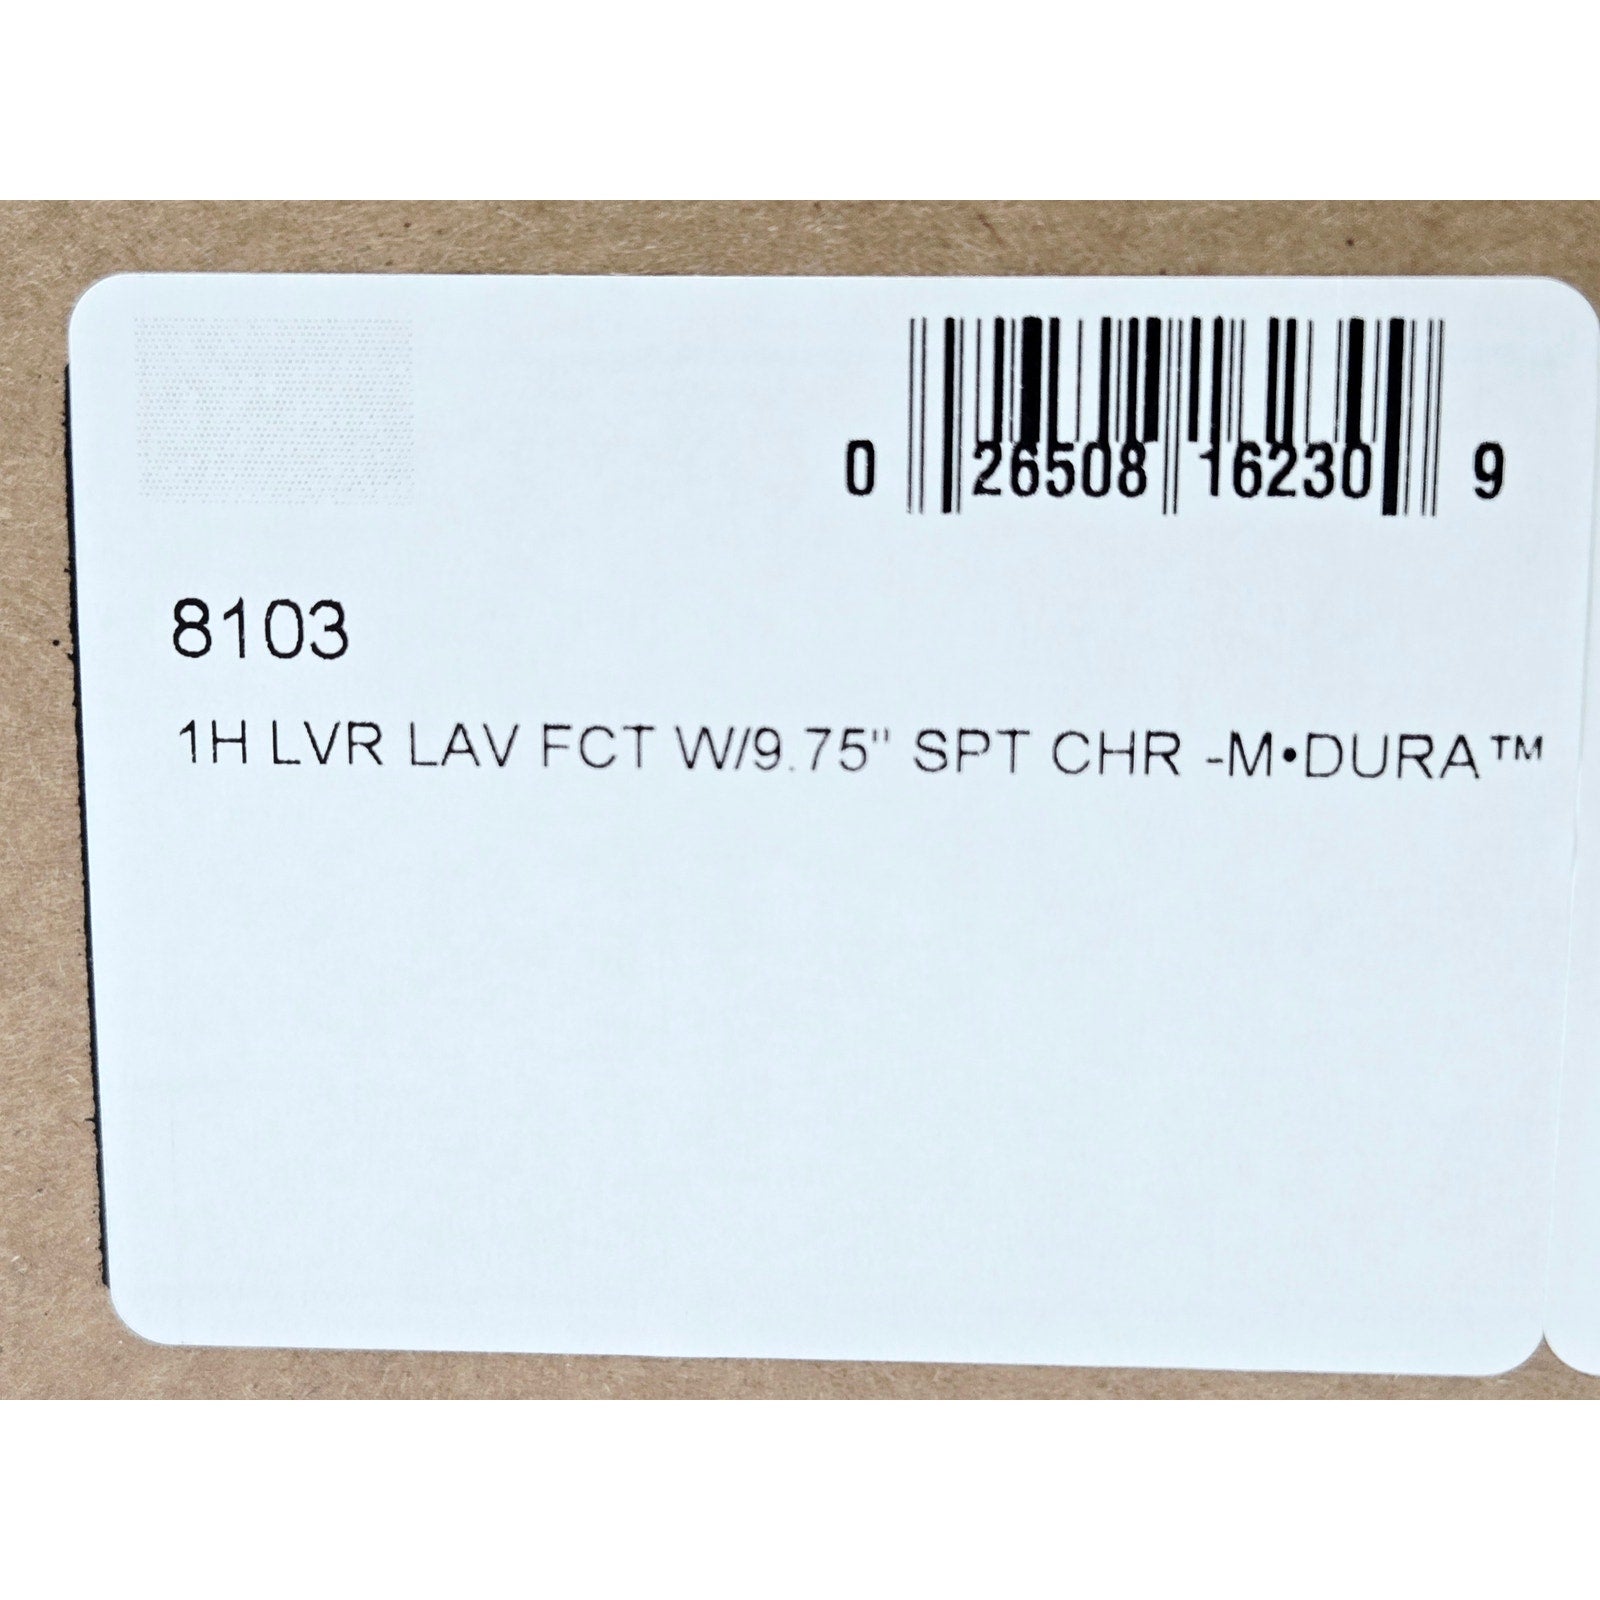 0 26508 16230 9
8103
1H LVR LAV FCT W/9.75" SPT CHR -M•DURA™